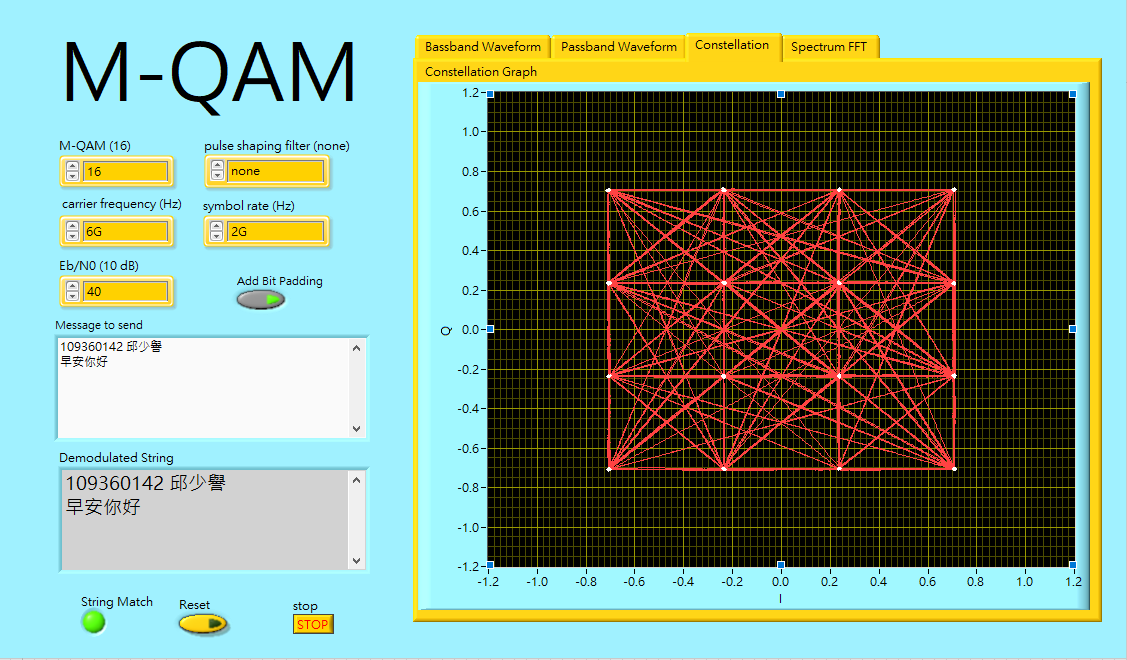 M-QAM
M-QAM (16)
pulse shaping filter (none)
16
none
carrier frequency (Hz)
symbol rate (Hz)
6G
2G
Eb/N0 (10 dB)
40
Add Bit Padding
Message to send
109360142 邱少譽
早安你好
Demodulated String
109360142 邱少譽
早安你好
String Match
Reset
stop
STOP
Bassband Waveform
Passband Waveform
Constellation
Spectrum FFT
Constellation Graph
1.2
1.0
0.8
0.6
0.4
0.2
0.0
-0.2
-0.4
-0.6
-0.8
-1.0
-1.2
Q
-1.2 -1.0 -0.8 -0.6 -0.4 -0.2 0.0 0.2 0.4 0.6 0.8 1.0 1.2
I